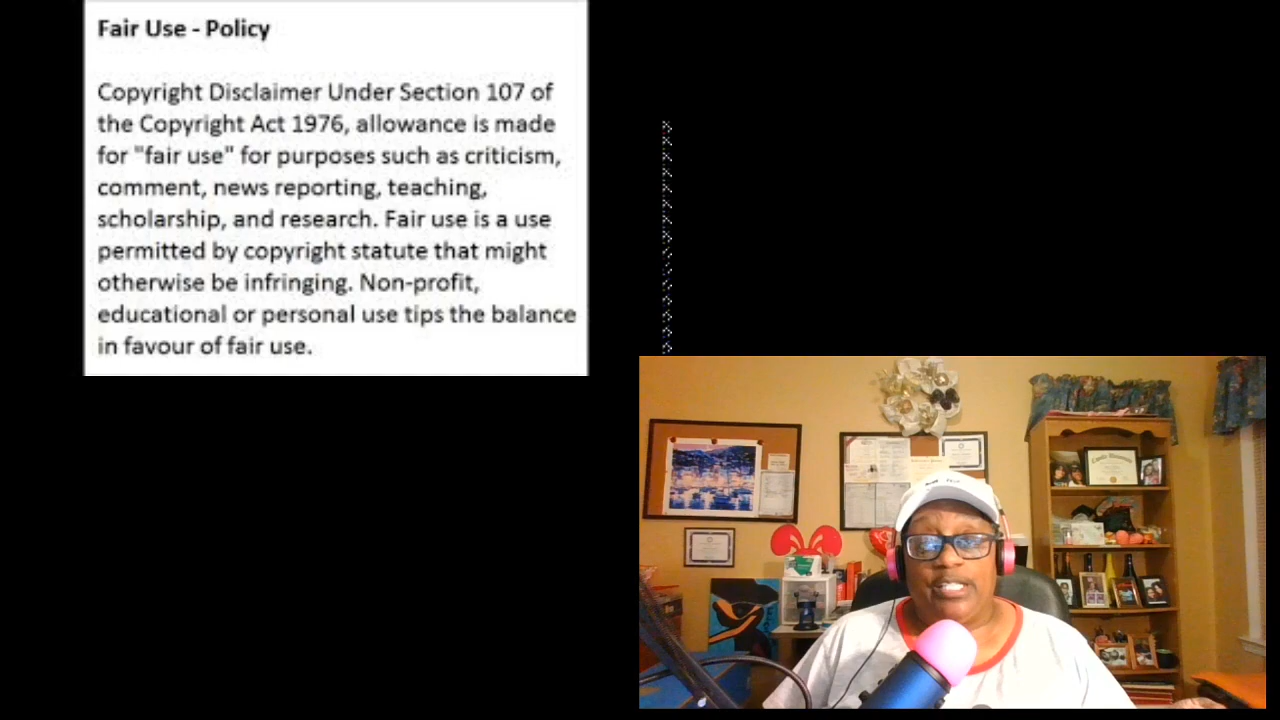 Fair Use - Policy
Copyright Disclaimer Under Section 107 of
the Copyright Act 1976, allowance is made
for "fair use" for purposes such as criticism,
comment, news reporting, teaching,
scholarship, and research. Fair use is a use
permitted by copyright statute that might
otherwise be infringing. Non-profit,
educational or personal use tips the balance
in favour of fair use.